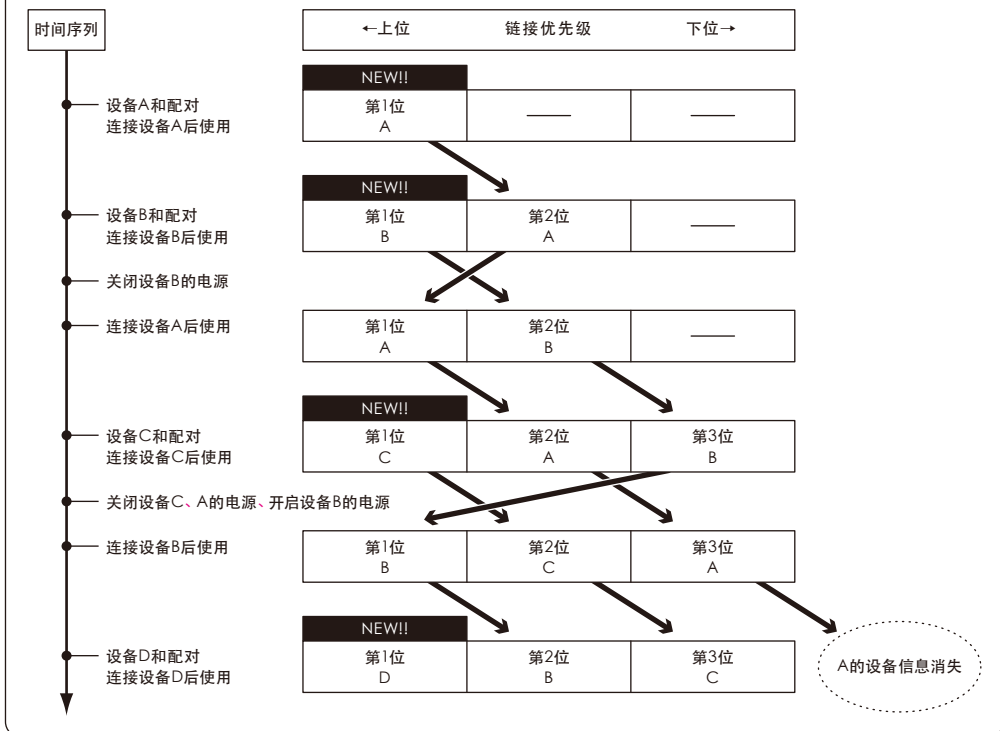 时间序列
←上位 链接优先级 下位→
NEW!!
设备A和配对
连接设备A后使用
第1位
A
NEW!!
设备B和配对
连接设备B后使用
第1位 第2位
B A
关闭设备B的电源
连接设备A后使用
第1位 第2位
A B
NEW!!
设备C和配对
连接设备C后使用
第1位 第2位 第3位
C A B
关闭设备C、A的电源、开启设备B的电源
连接设备B后使用
第1位 第2位 第3位
B C A
NEW!!
设备D和配对
连接设备D后使用
第1位 第2位 第3位
D B C
A的设备信息消失